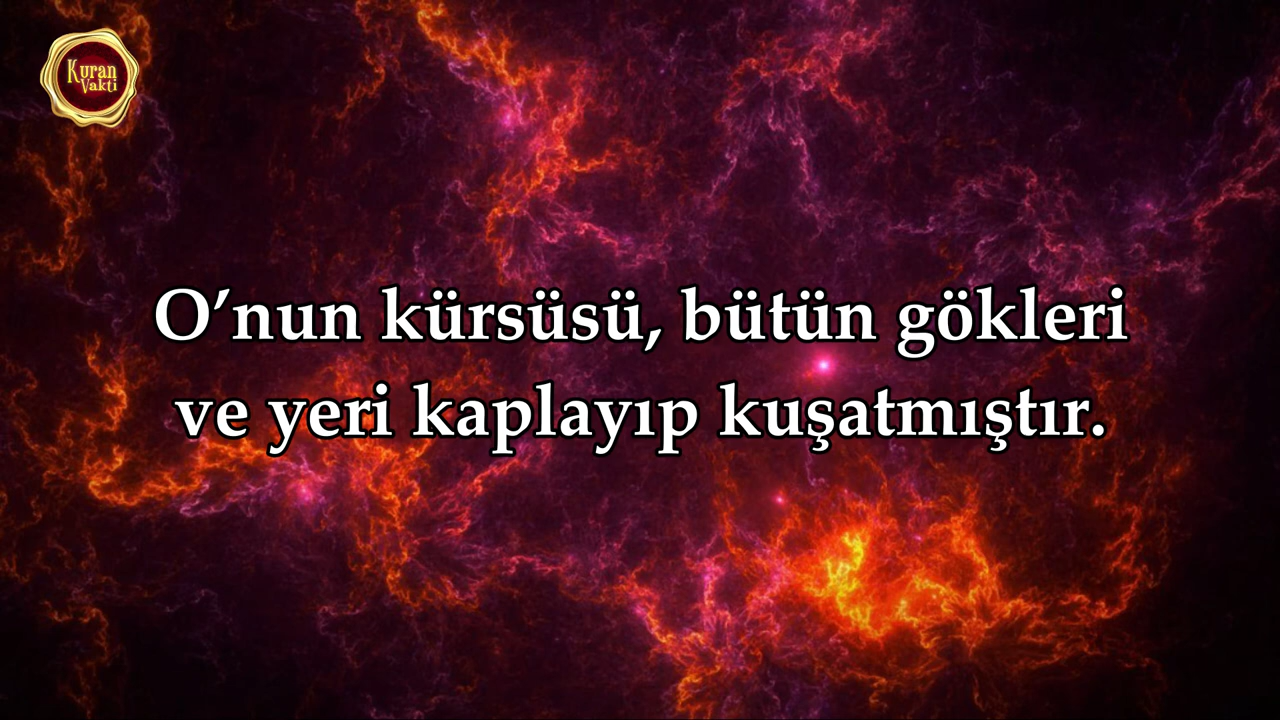 Kuran
Vakti
O’nun kürsüsü, bütün gökleri
ve yeri kaplayıp kuşatmıştır.